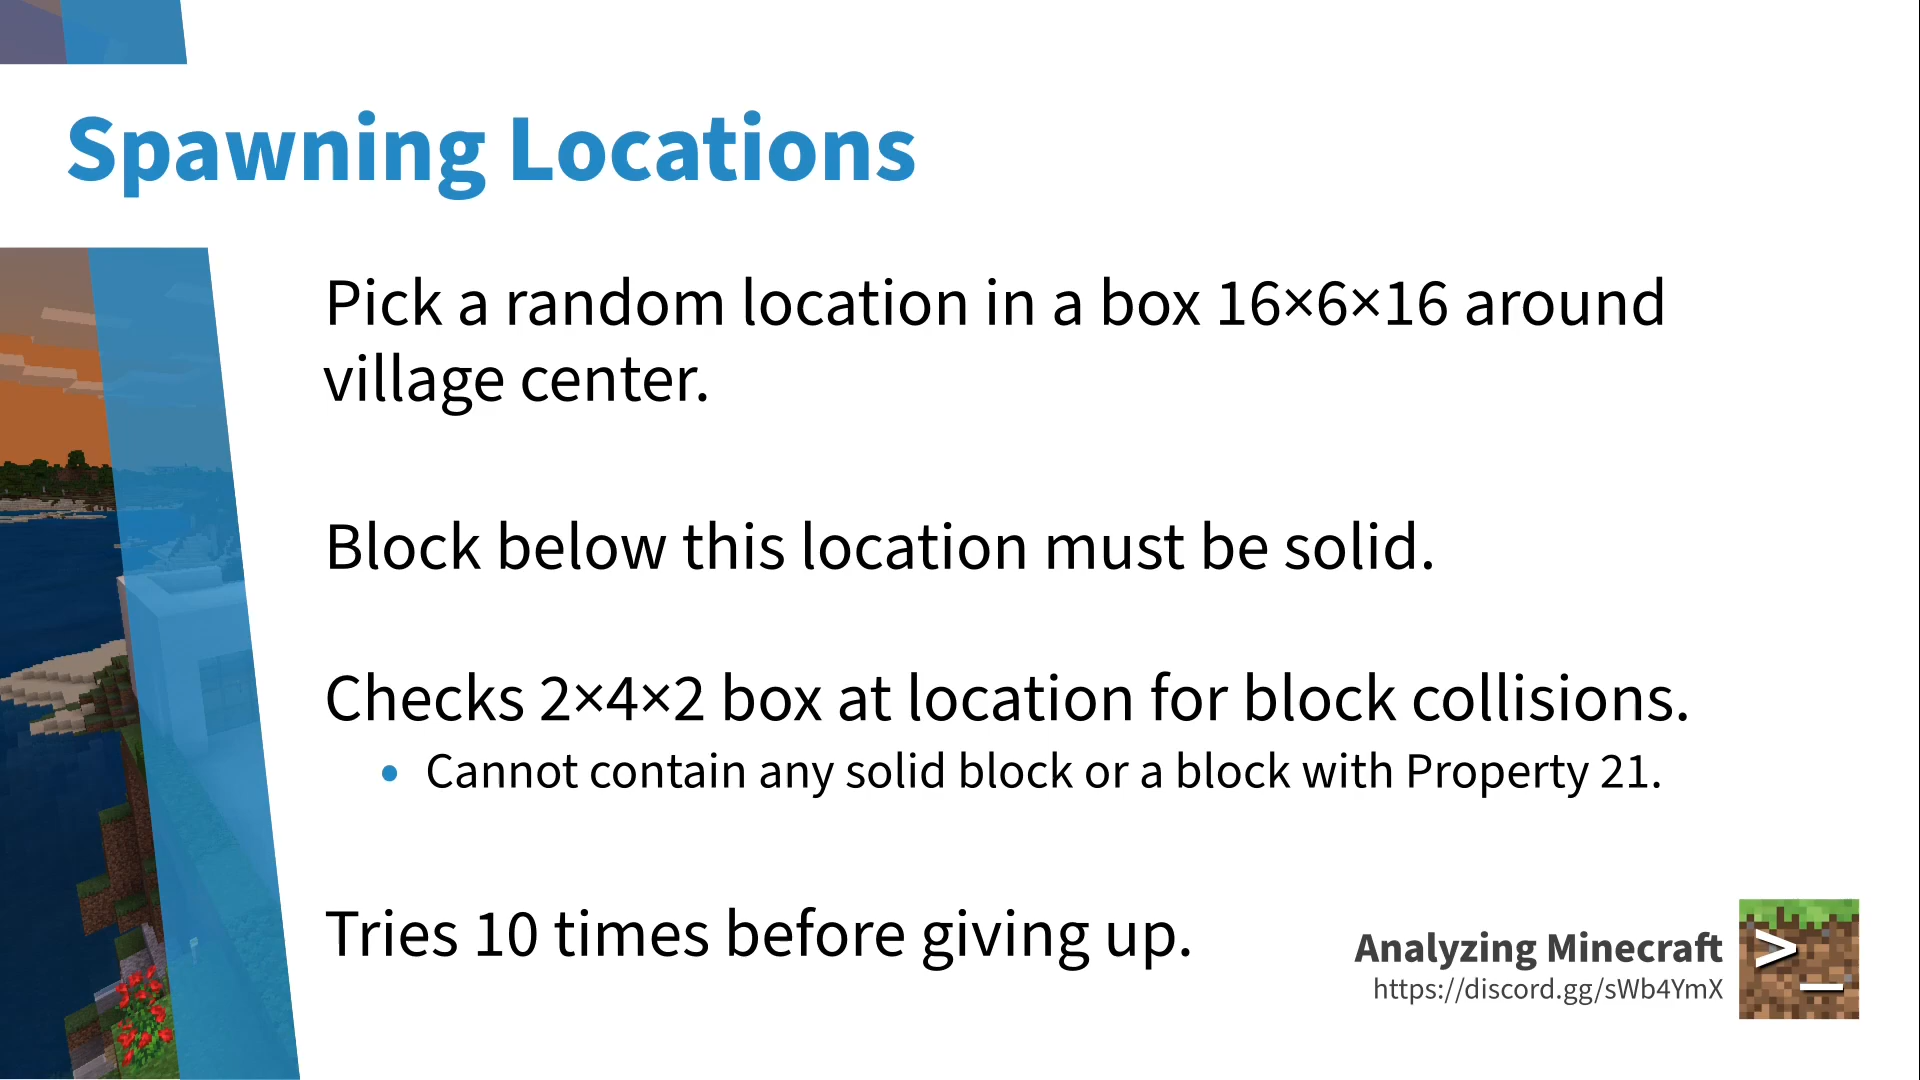 Spawning Locations
Pick a random location in a box 16×6×16 around
village center.
Block below this location must be solid.
Checks 2×4×2 box at location for block collisions.
• Cannot contain any solid block or a block with Property 21.
Tries 10 times before giving up.
Analyzing Minecraft
https://discord.gg/sWb4YmX
>_